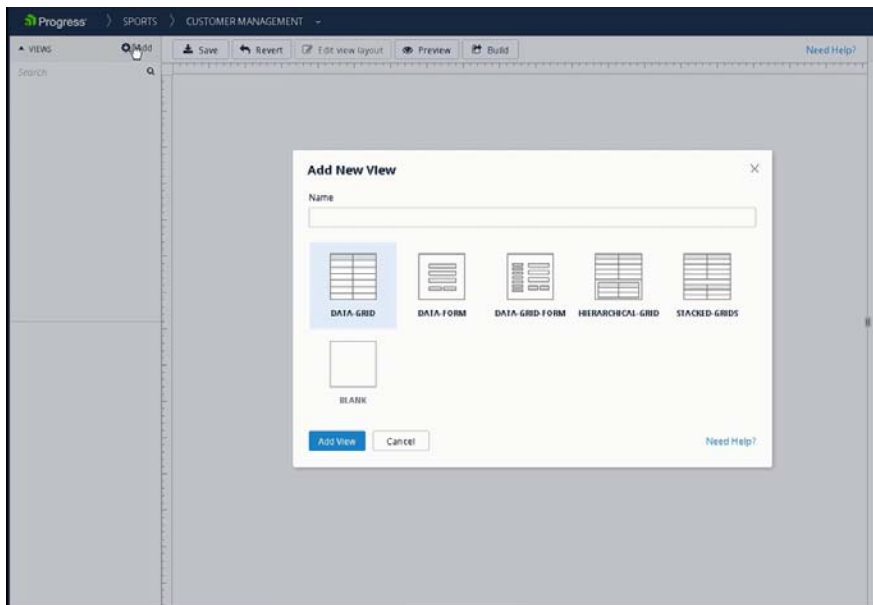 Progress 〉 SPORTS 〉 CUSTOMER MANAGEMENT
VIEWS Add
Save Revert Edit view layout Preview Build Need Help?
Search
Add New View
Name
DATA-GRID DATA-FORM DATA-GRID-FORM HIERARCHICAL-GRID STACKED-GRIDS
BLANK
Add View Cancel Need Help?